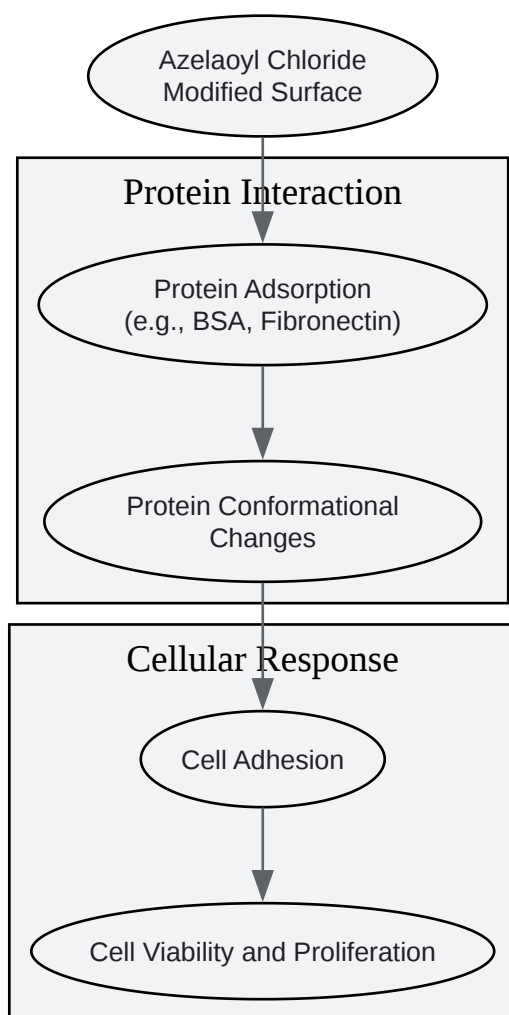 Azelaoyl Chloride
Modified Surface
Protein Interaction
Protein Adsorption
(e.g., BSA, Fibronectin)
Protein Conformational
Changes
Cellular Response
Cell Adhesion
Cell Viability and Proliferation